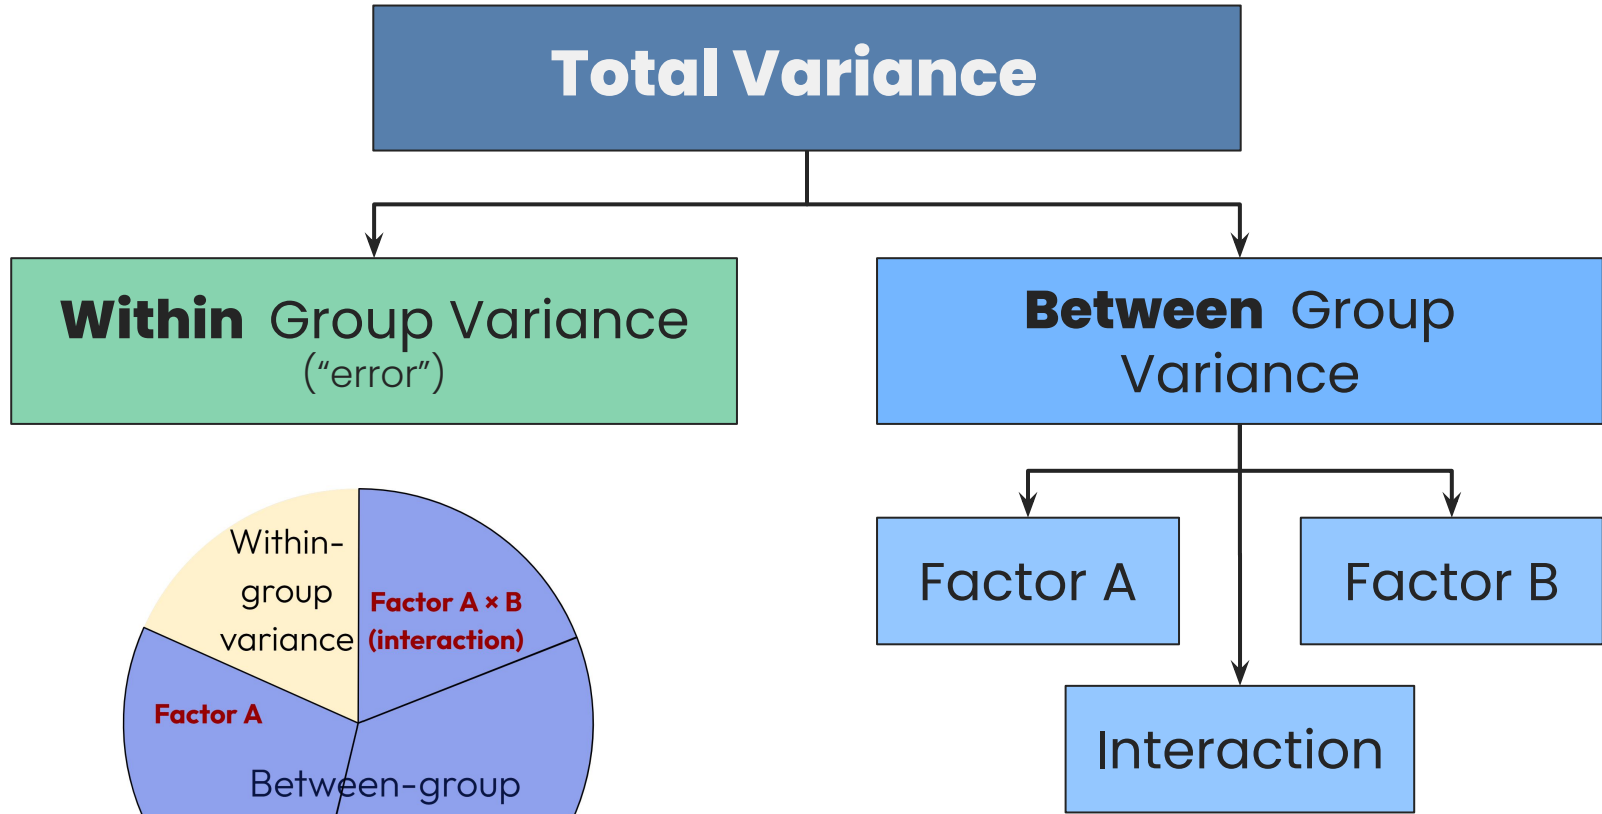 Total Variance
Within Group Variance
(“error”)
Between Group
Variance
Factor A
Factor B
Interaction
Within-
group
variance
Factor A × B
(interaction)
Factor A
Between-group